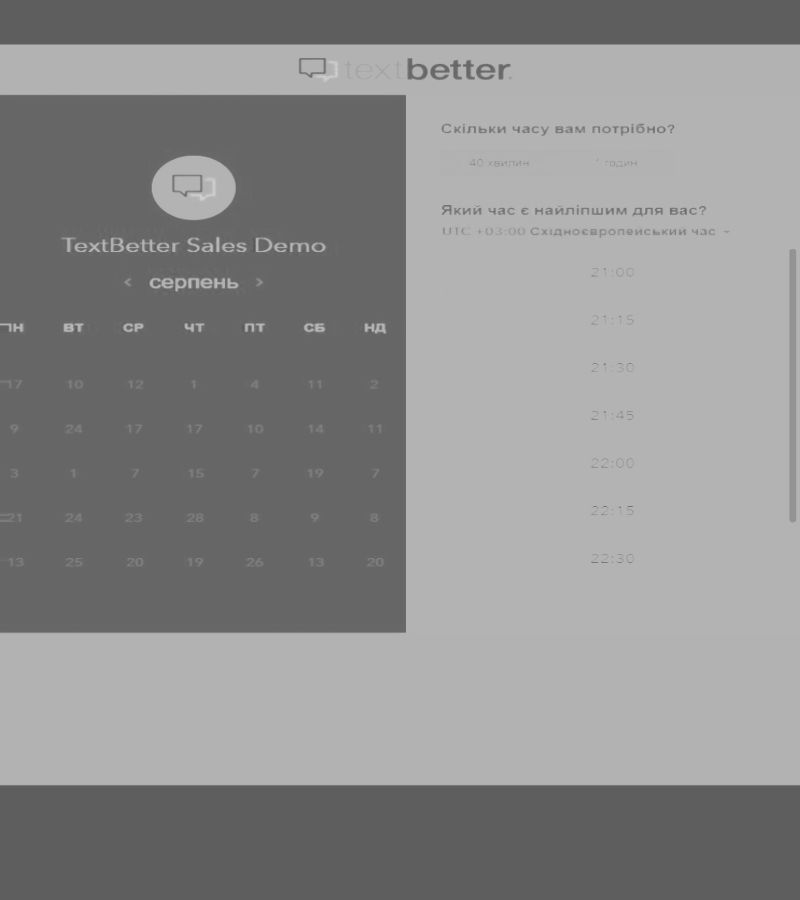 textbetter.
TextBetter Sales Demo
< серпень >
ПН ВТ СР ЧТ ПТ СБ НД
17 10 12 1 4 11 2
9 24 17 17 10 14 11
3 1 7 15 7 19 7
21 24 23 28 8 9 8
13 25 20 19 26 13 20
Скільки часу вам потрібно?
40 хвилин 1 годин
Який час є найліпшим для вас?
UTC +03:00 Східноєвропейський час
21:00
21:15
21:30
21:45
22:00
22:15
22:30